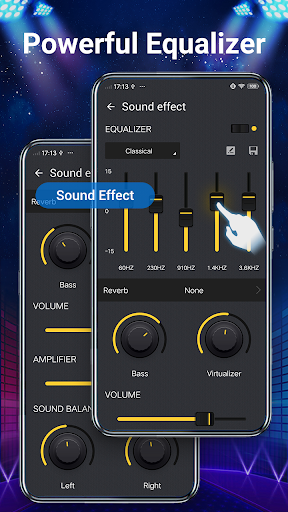 Powerful Equalizer
17:13
Sound effect
EQUALIZER
Classical
15
0
-15
60HZ 230HZ 910HZ 1.4KHZ 3.6KHZ
Reverb None
Bass Virtualizer
VOLUME
17:13
Sound effe
Sound Effect
Reverb
Bass
VOLUME
AMPLIFIER
SOUND BALAN
Left Right